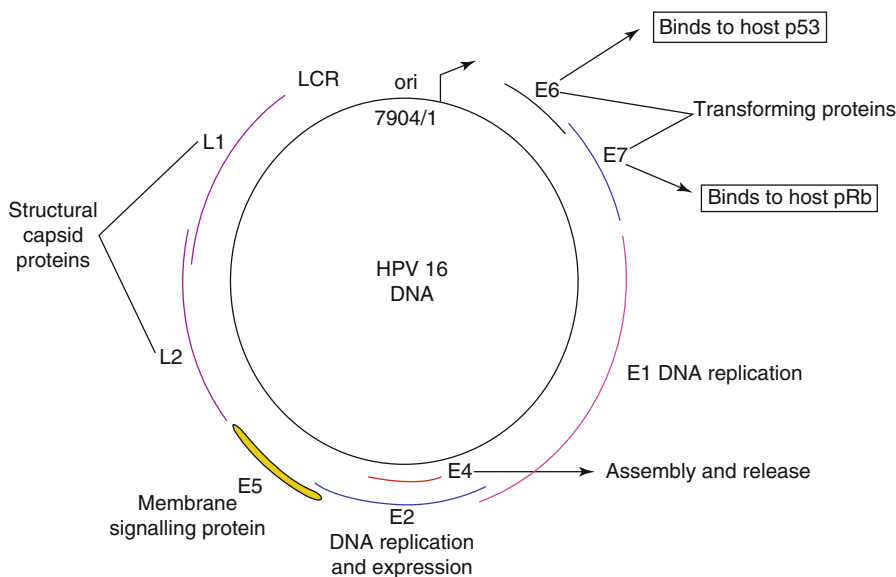 Binds to host p53
LCR
ori
E6
7904/1
Transforming proteins
L1
E7
Binds to host pRb
Structural
capsid
proteins
HPV 16
DNA
L2
E1 DNA replication
E4
Assembly and release
E5
Membrane
signalling protein
E2
DNA replication
and expression